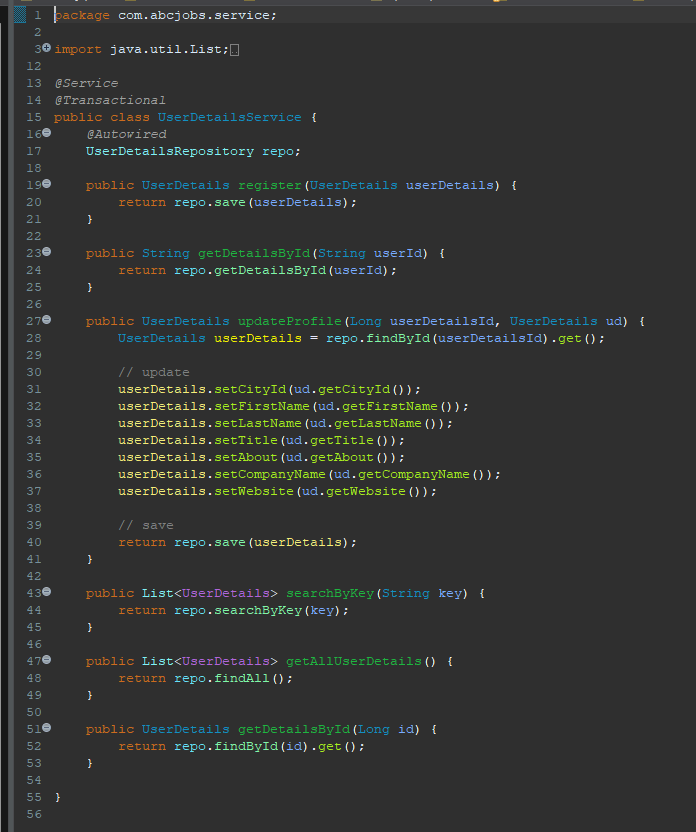 1 package com.abcjobs.service;
2
3 import java.util.List;
12
13 @Service
14 @Transactional
15 public class UserDetailsService {
16     @Autowired
17     UserDetailsRepository repo;
18
19     public UserDetails register(UserDetails userDetails) {
20         return repo.save(userDetails);
21     }
22
23     public String getDetailsById(String userId) {
24         return repo.getDetailsById(userId);
25     }
26
27     public UserDetails updateProfile(Long userDetailsId, UserDetails ud) {
28         UserDetails userDetails = repo.findById(userDetailsId).get();
29
30         // update
31         userDetails.setCityId(ud.getCityId());
32         userDetails.setFirstName(ud.getFirstName());
33         userDetails.setLastName(ud.getLastName());
34         userDetails.setTitle(ud.getTitle());
35         userDetails.setAbout(ud.getAbout());
36         userDetails.setCompanyName(ud.getCompanyName());
37         userDetails.setWebsite(ud.getWebsite());
38
39         // save
40         return repo.save(userDetails);
41     }
42
43     public List<UserDetails> searchByKey(String key) {
44         return repo.searchByKey(key);
45     }
46
47     public List<UserDetails> getAllUserDetails() {
48         return repo.findAll();
49     }
50
51     public UserDetails getDetailsById(Long id) {
52         return repo.findById(id).get();
53     }
54
55 }
56